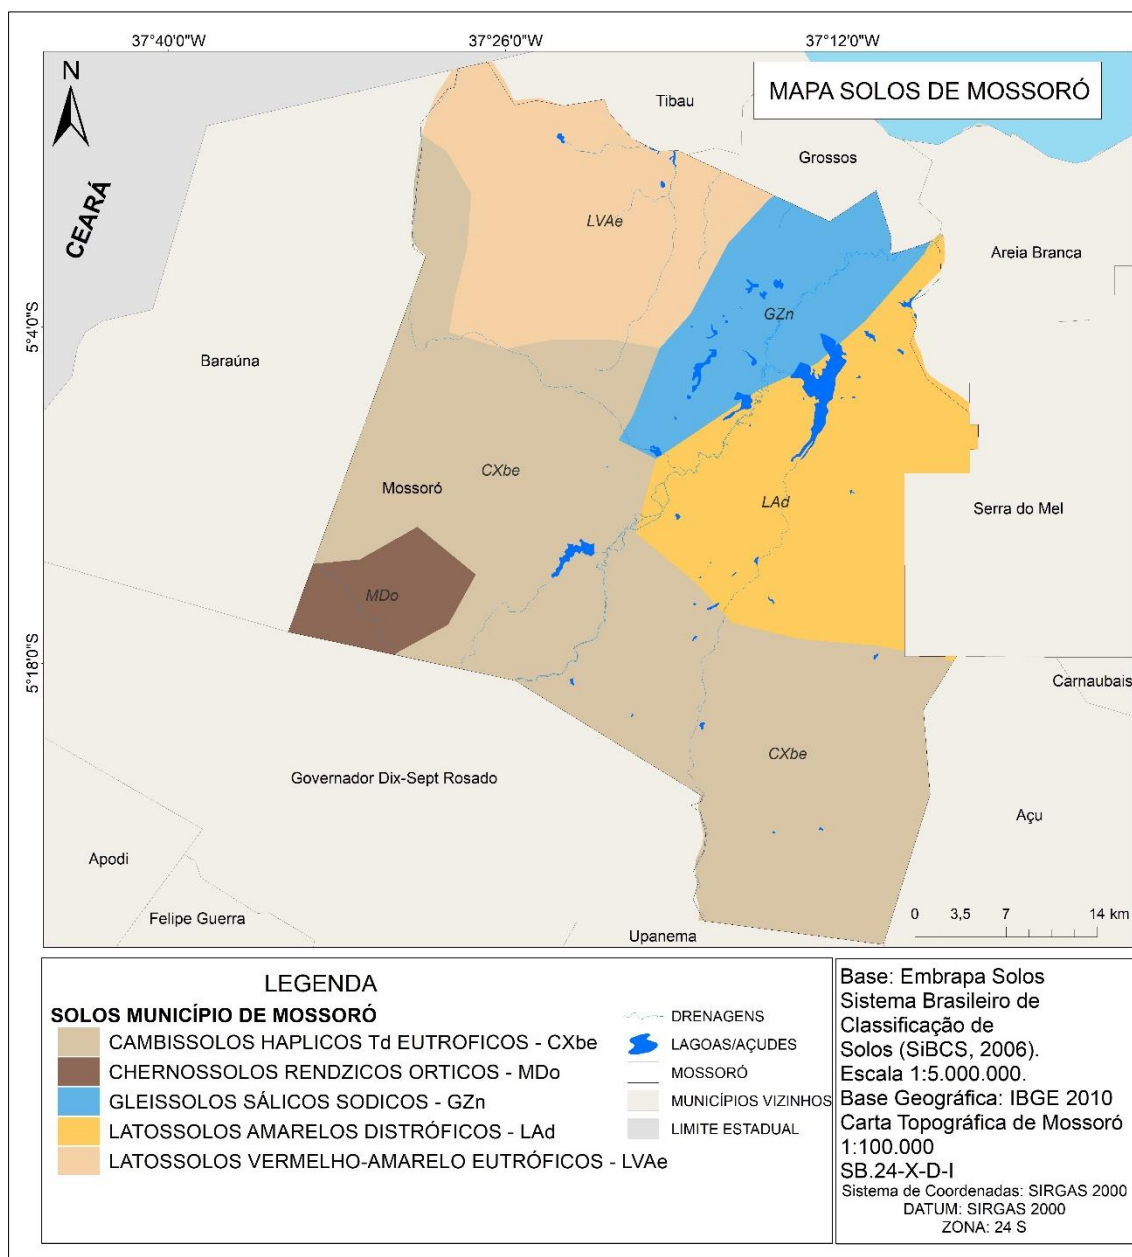 37°40'0"W
37°26'0"W
37°12'0"W
N
MAPA SOLOS DE MOSSORÓ
Tibau
Grossos
CEARÁ
LVAe
Areia Branca
GZn
5°4'0"S
Baraúna
CXbe
Mossoró
LAd
Serra do Mel
MDo
5°18'0"S
Carnaubais
CXbe
Governador Dix-Sept Rosado
Açu
Apodi
Felipe Guerra
Upanema
0 3,5 7 14 km
LEGENDA
SOLOS MUNICÍPIO DE MOSSORÓ
CAMBISSOLOS HAPLICOS Td EUTROFICOS - CXbe
CHERNOSSOLOS RENDZICOS ORTICOS - MDo
GLEISSOLOS SÁLICOS SODICOS - GZn
LATOSSOLOS AMARELOS DISTRÓFICOS - LAd
LATOSSOLOS VERMELHO-AMARELO EUTRÓFICOS - LVAe
DRENAGENS
LAGOAS/AÇUDES
MOSSORÓ
MUNICÍPIOS VIZINHOS
LIMITE ESTADUAL
Base: Embrapa Solos
Sistema Brasileiro de
Classificação de
Solos (SiBCS, 2006).
Escala 1:5.000.000.
Base Geográfica: IBGE 2010
Carta Topográfica de Mossoró
1:100.000
SB.24-X-D-I
Sistema de Coordenadas: SIRGAS 2000
DATUM: SIRGAS 2000
ZONA: 24 S